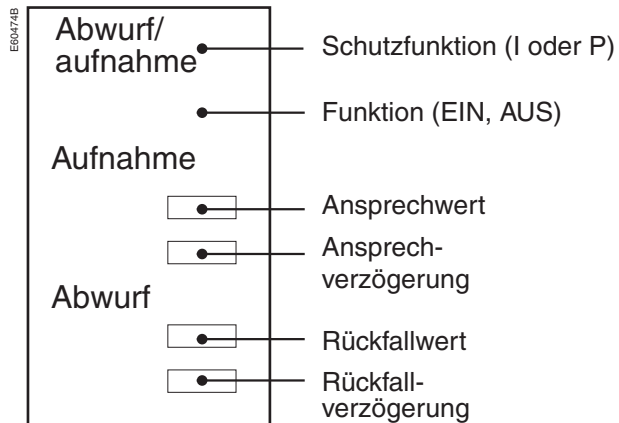 E60474B
Abwurf/
aufnahme
Schutzfunktion (I oder P)
Funktion (EIN, AUS)
Aufnahme
Ansprechwert
Ansprech-
verzögerung
Abwurf
Rückfallwert
Rückfall-
verzögerung